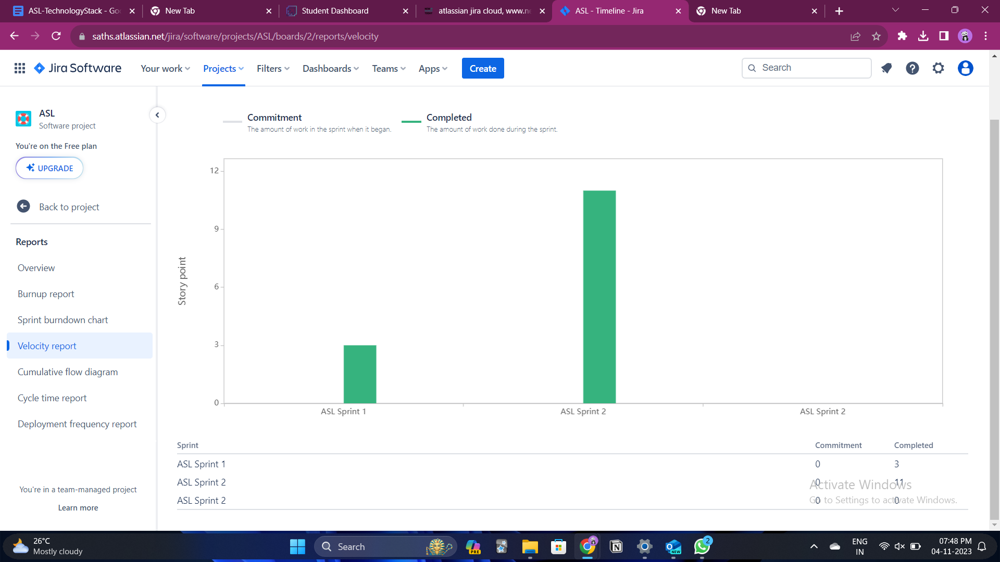 ASL-TechnologyStack - Goo
New Tab
Student Dashboard
atlassian jira cloud, www.ne
ASL - Timeline - Jira
New Tab
saths.atlassian.net/jira/software/projects/ASL/boards/2/reports/velocity
Jira Software
Your work
Projects
Filters
Dashboards
Teams
Apps
Create
Search
ASL
Software project
You're on the Free plan
UPGRADE
Back to project
Reports
Overview
Burnup report
Sprint burndown chart
Velocity report
Cumulative flow diagram
Cycle time report
Deployment frequency report
You're in a team-managed project
Learn more
Commitment
The amount of work in the sprint when it began.
Completed
The amount of work done during the sprint.
Story point
12
9
6
3
0
ASL Sprint 1
ASL Sprint 2
ASL Sprint 2
Sprint Commitment Completed
ASL Sprint 1 0 3
ASL Sprint 2 0 11
ASL Sprint 2 0 0
Activate Windows
Go to Settings to activate Windows.
26°C
Mostly cloudy
Search
PRE
NEW
2
ENG
IN
07:48 PM
04-11-2023